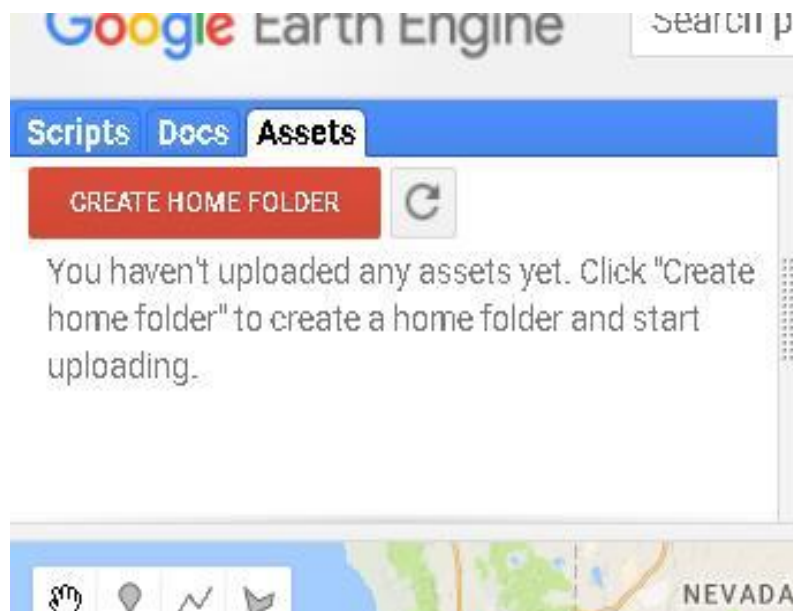 Google Earth Engine
Search p
Scripts Docs Assets
CREATE HOME FOLDER
You haven't uploaded any assets yet. Click "Create
home folder" to create a home folder and start
uploading.
NEVADA